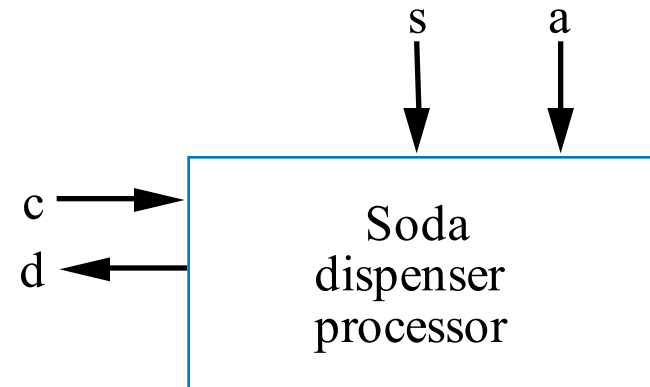 s a
c
d
Soda
dispenser
processor